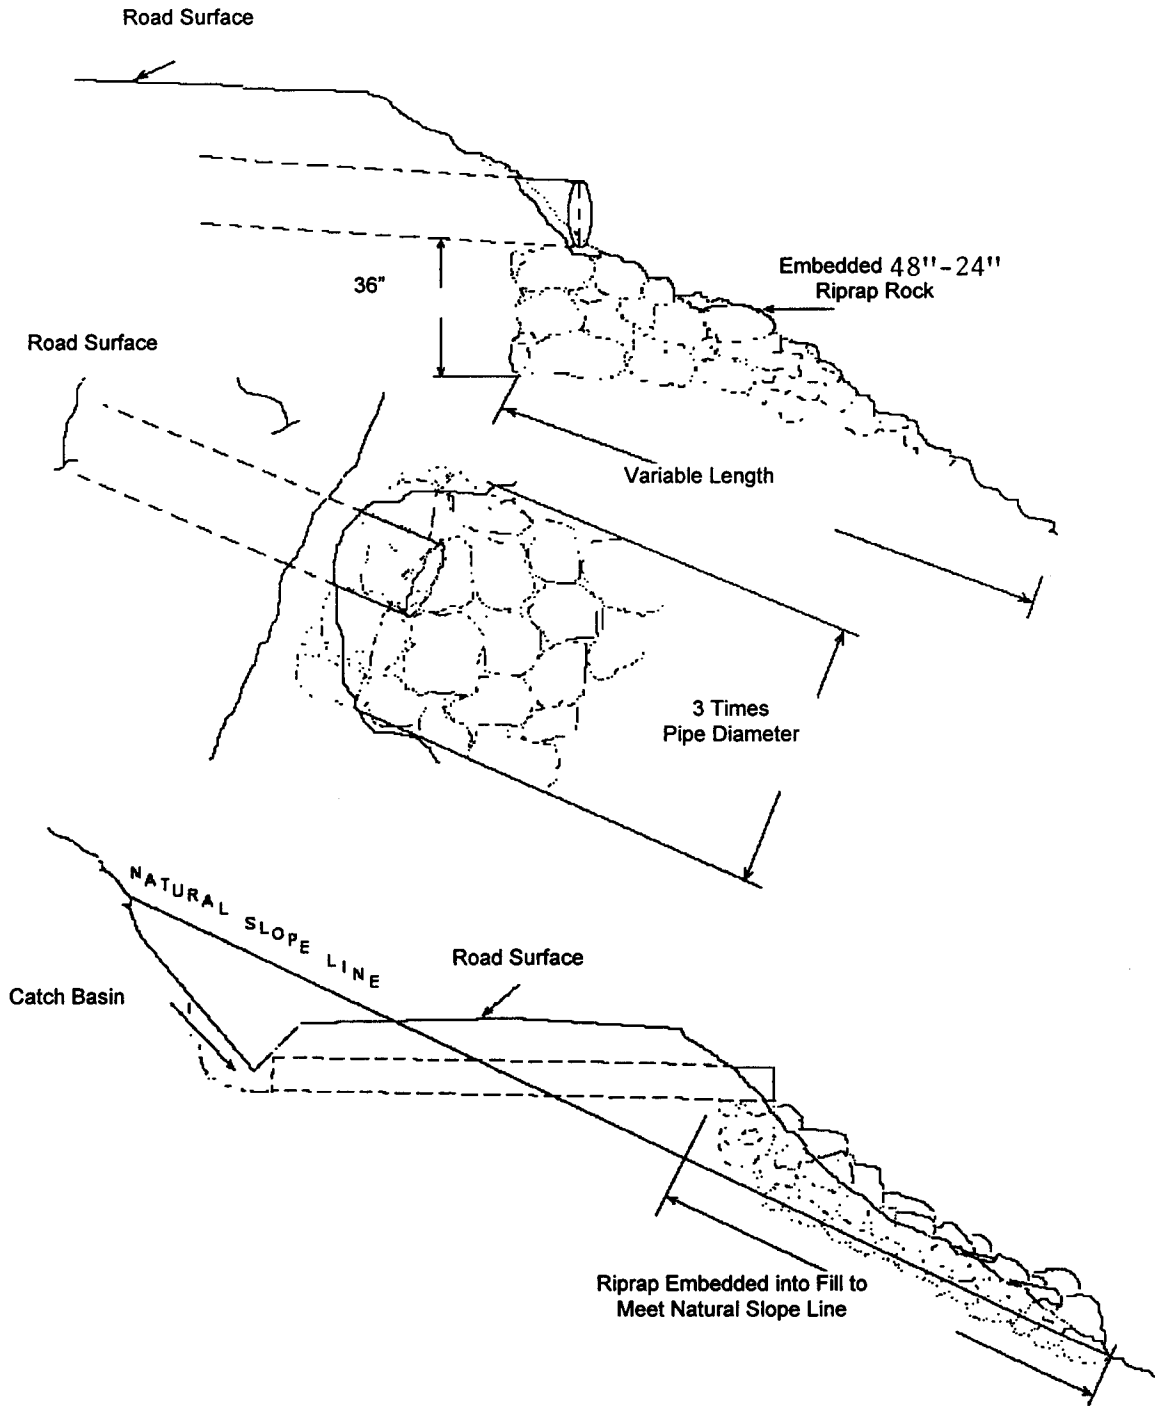 Road Surface
Embedded 48"-24"
Riprap Rock
36"
Road Surface
Variable Length
3 Times
Pipe Diameter
NATURAL SLOPE LINE
Road Surface
Catch Basin
Riprap Embedded into Fill to
Meet Natural Slope Line